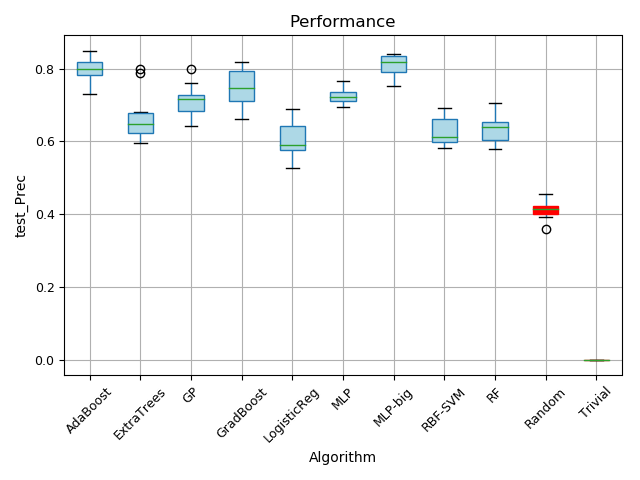 Performance
test_Prec
0.8
0.6
0.4
0.2
0.0
AdaBoost
ExtraTrees
GP
GradBoost
LogisticReg
MLP
MLP-big
RBF-SVM
RF
Random
Trivial
Algorithm